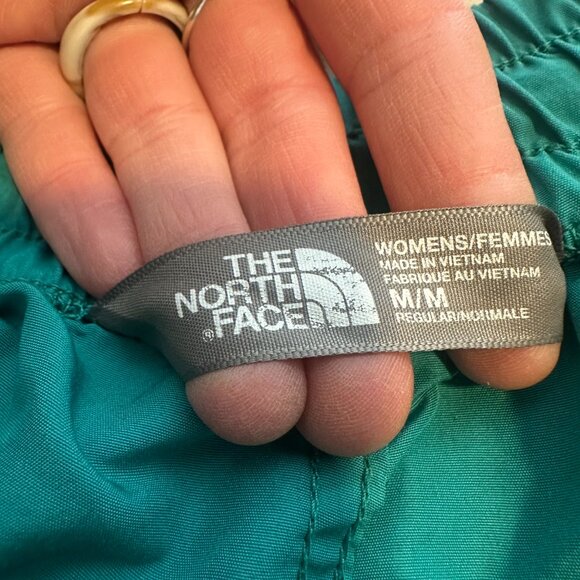 THE
NORTH
FACE®
WOMENS/FEMMES
MADE IN VIETNAM
FABRIQUE AU VIETNAM
M/M
REGULAR/NORMALE